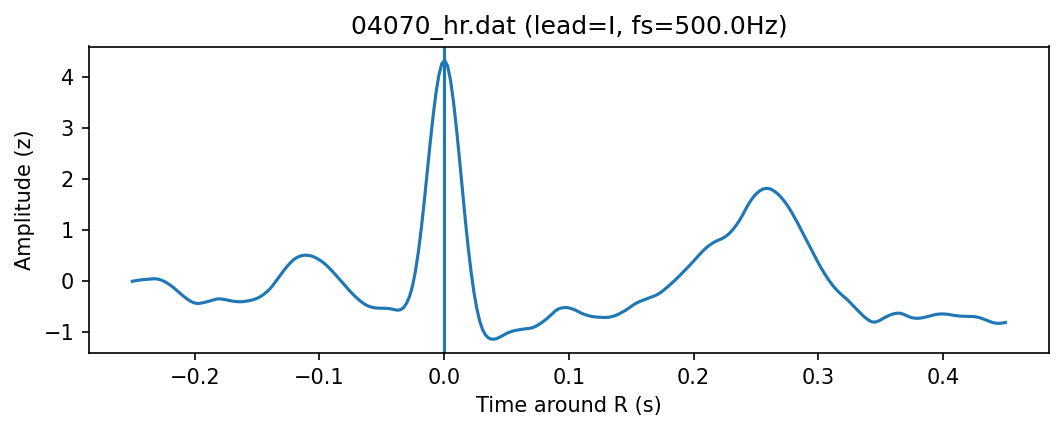 04070_hr.dat (lead=I, fs=500.0Hz)
Amplitude (z)
4
3
2
1
0
−1
−0.2 −0.1 0.0 0.1 0.2 0.3 0.4
Time around R (s)